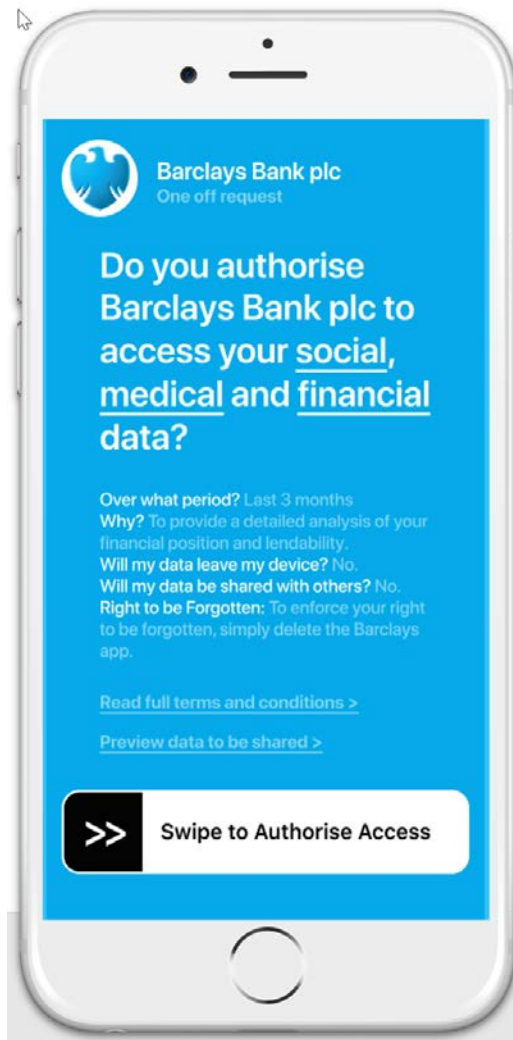 Barclays Bank plc
One off request
Do you authorise
Barclays Bank plc to
access your social,
medical and financial
data?
Over what period? Last 3 months
Why? To provide a detailed analysis of your
financial position and lendability.
Will my data leave my device? No.
Will my data be shared with others? No.
Right to be Forgotten: To enforce your right
to be forgotten, simply delete the Barclays
app.
Read full terms and conditions >
Preview data to be shared >
>> Swipe to Authorise Access